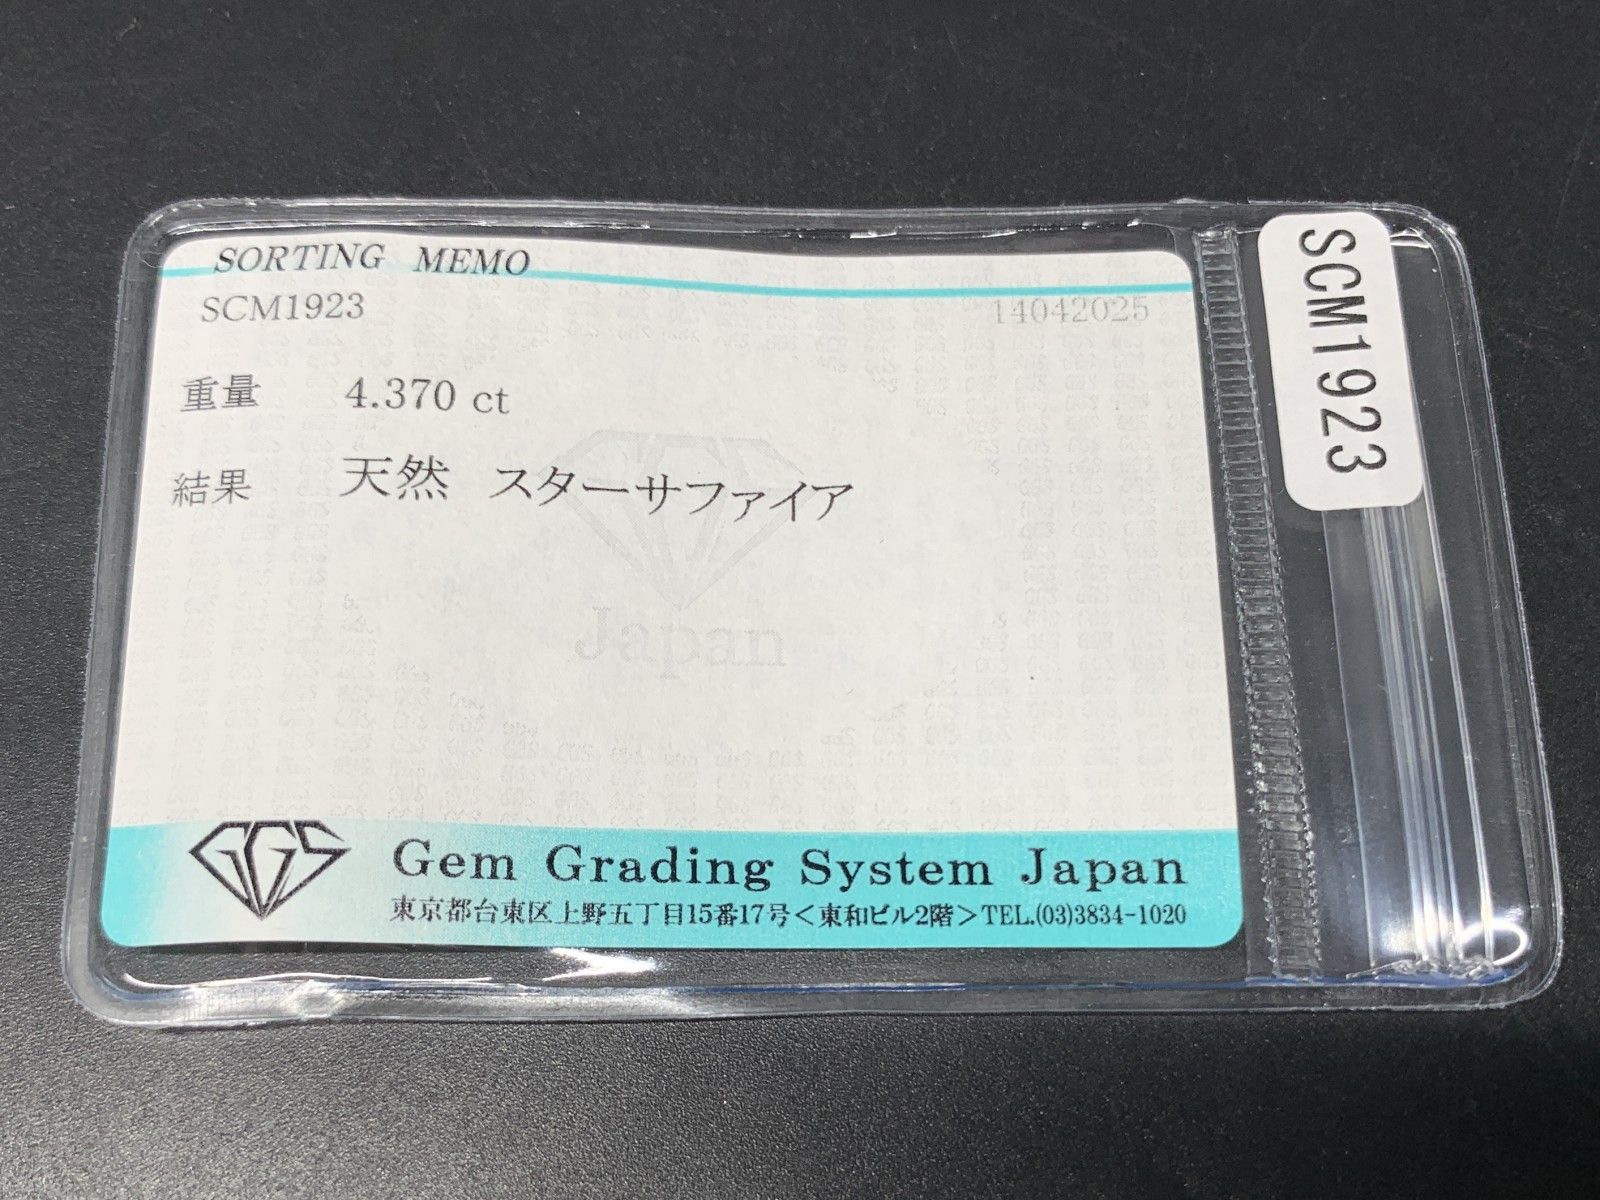 SORTING MEMO
SCM1923 14042025
重量 4.370 ct
結果 天然 スターサファイア
Japan
GGS
Gem Grading System Japan
東京都台東区上野五丁目15番17号<東和ビル2階>TEL.(03)3834-1020
SCM1923